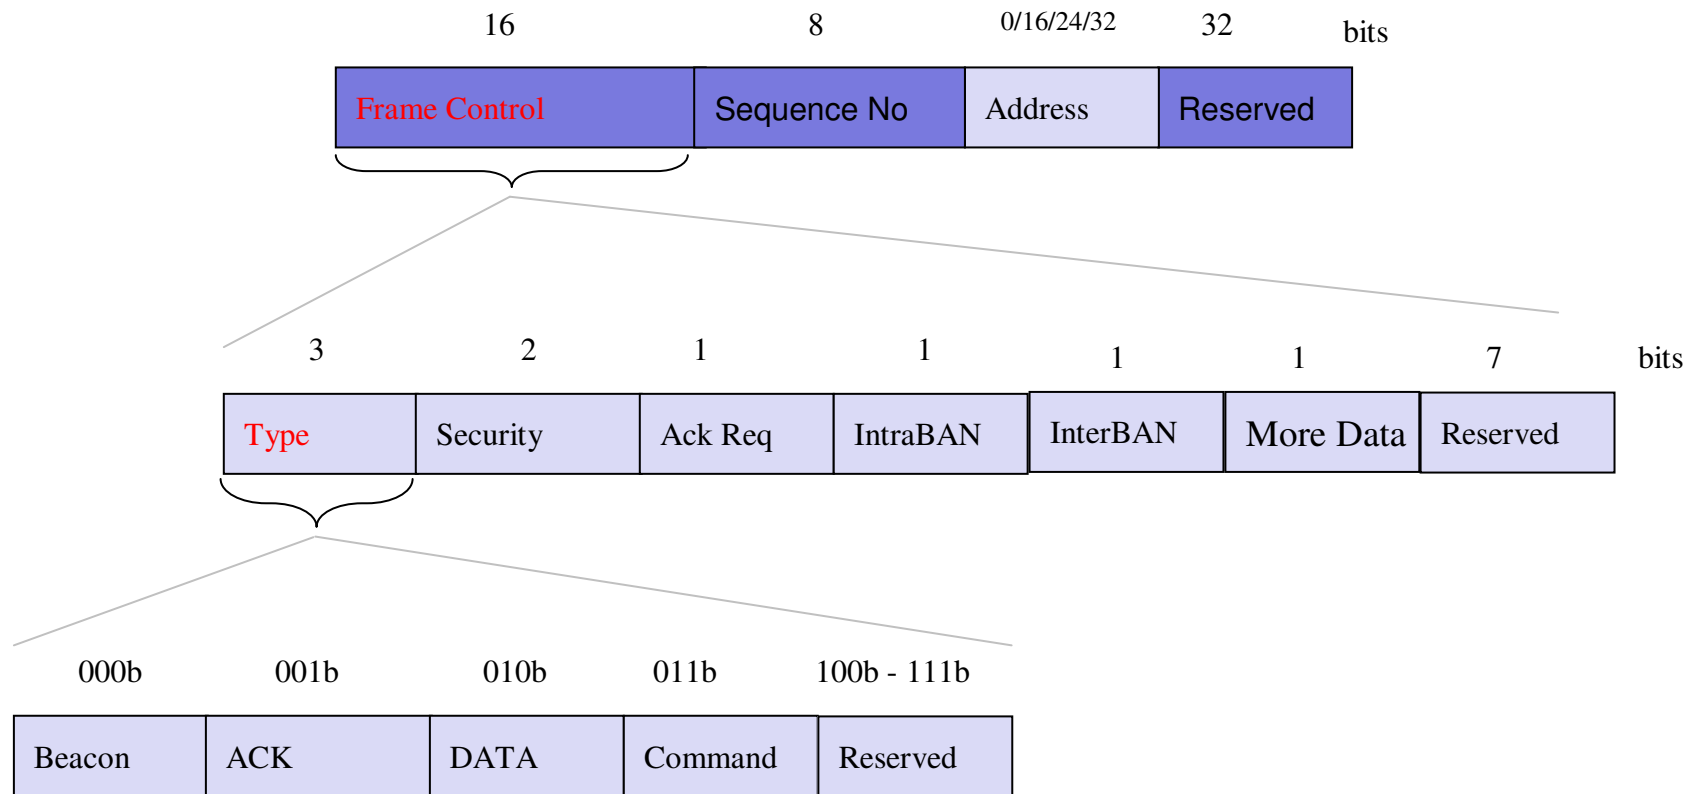 16 8 0/16/24/32 32 bits
Frame Control Sequence No Address Reserved
3 2 1 1 1 1 7 bits
Type Security Ack Req IntraBAN InterBAN More Data Reserved
000b 001b 010b 011b 100b - 111b
Beacon ACK DATA Command Reserved